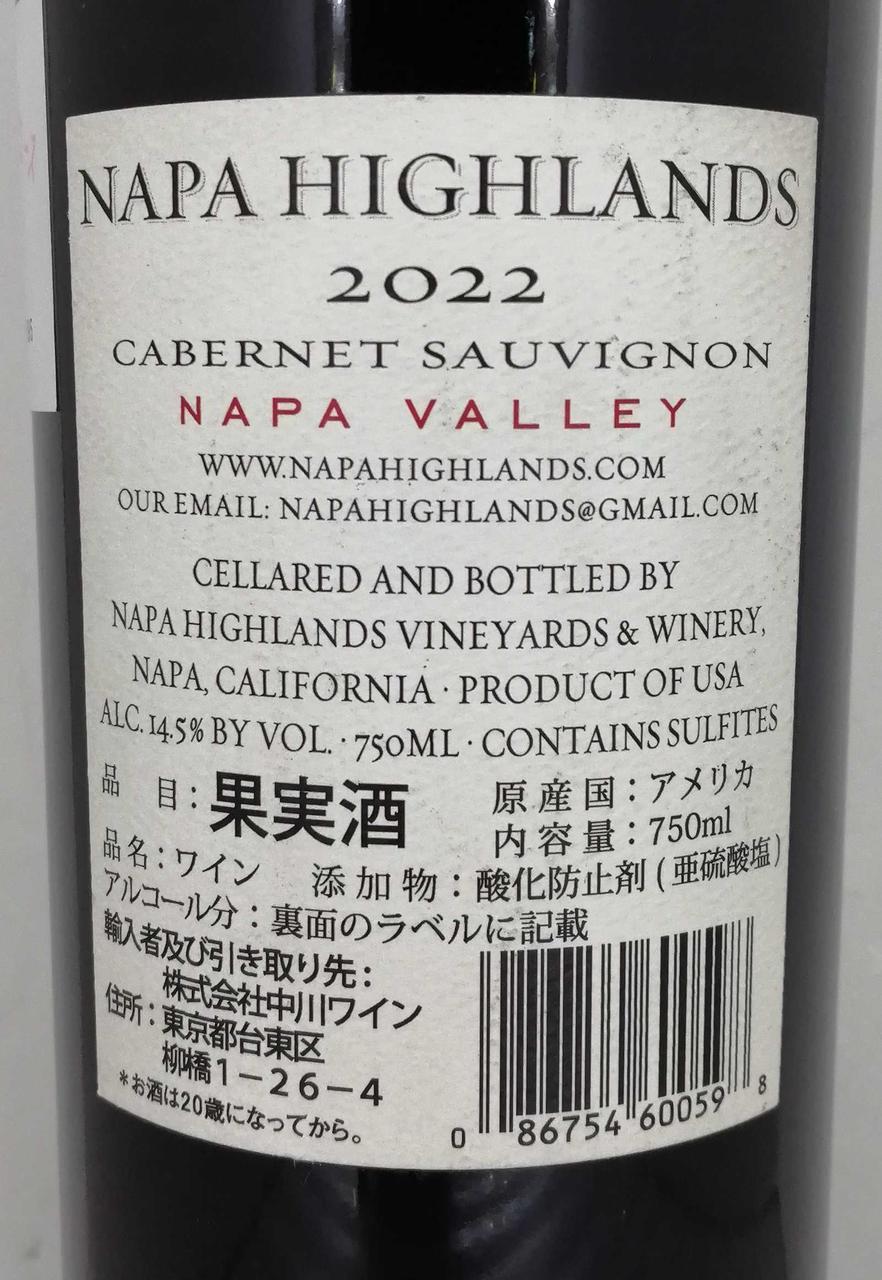 NAPA HIGHLANDS
2022
CABERNET SAUVIGNON
NAPA VALLEY
WWW.NAPAHIGHLANDS.COM
OUR EMAIL: NAPAHIGHLANDS@GMAIL.COM
CELLARED AND BOTTLED BY
NAPA HIGHLANDS VINEYARDS & WINERY,
NAPA, CALIFORNIA · PRODUCT OF USA
ALC. 14.5% BY VOL. · 750ML · CONTAINS SULFITES
品 目：果実酒 原産国：アメリカ
内容量：750ml
品名：ワイン 添加物：酸化防止剤（亜硫酸塩）
アルコール分：裏面のラベルに記載
輸入者及び引き取り先：
株式会社中川ワイン
住所：東京都台東区
柳橋1－26－4
＊お酒は20歳になってから。
0 86754 60059 8